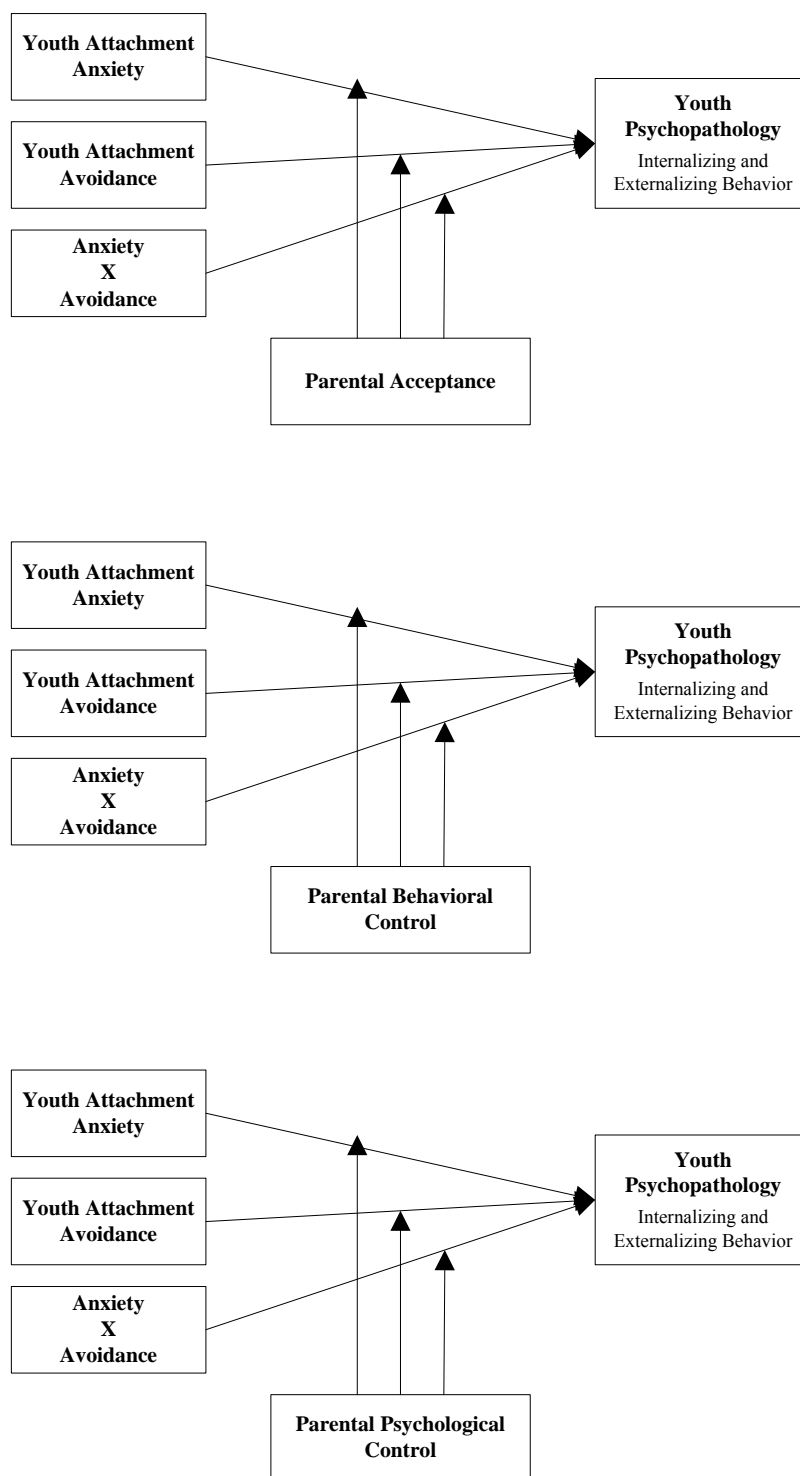 Youth Attachment
Anxiety
Youth Attachment
Avoidance
Anxiety
X
Avoidance
Youth
Psychopathology
Internalizing and
Externalizing Behavior
Parental Acceptance
Youth Attachment
Anxiety
Youth Attachment
Avoidance
Anxiety
X
Avoidance
Youth
Psychopathology
Internalizing and
Externalizing Behavior
Parental Behavioral
Control
Youth Attachment
Anxiety
Youth Attachment
Avoidance
Anxiety
X
Avoidance
Youth
Psychopathology
Internalizing and
Externalizing Behavior
Parental Psychological
Control